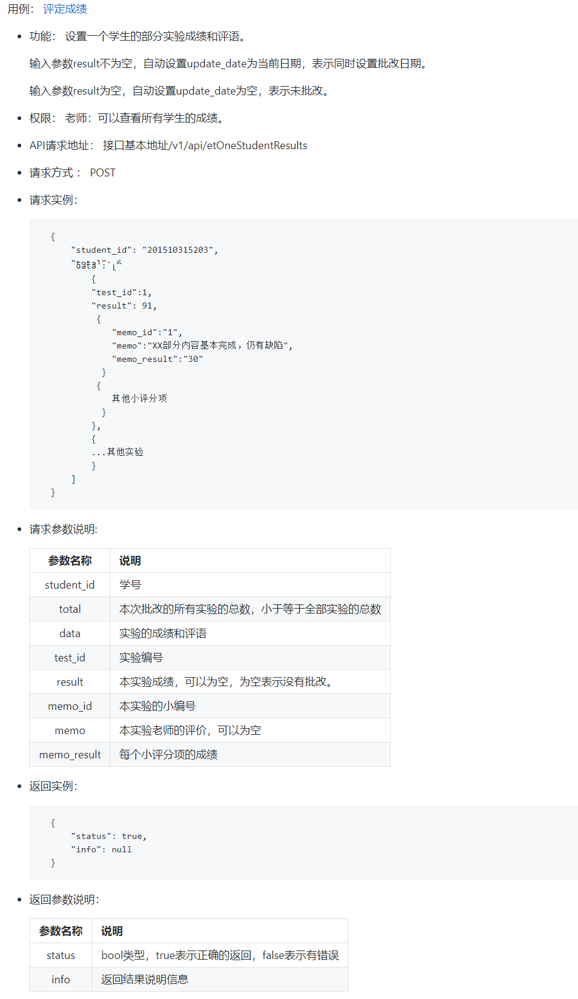 用例： 评定成绩
功能： 设置一个学生的部分实验成绩和评语。
输入参数result不为空，自动设置update_date为当前日期，表示同时设置批改日期。
输入参数result为空，自动设置update_date为空，表示未批改。
权限： 老师：可以查看所有学生的成绩。
API请求地址： 接口基本地址/v1/api/etOneStudentResults
请求方式 ： POST
请求实例：
{
"student_id": "201510315203",
"total": 6
data": [
{
"test_id":1,
"result": 91,
{
"memo_id":"1",
"memo":"XX部分内容基本完成，仍有缺陷",
"memo_result":"30"
}
{
其他小评分项
}
},
{
...其他实验
}
]
}
请求参数说明:
参数名称 说明
student_id 学号
total 本次批改的所有实验的总数，小于等于全部实验的总数
data 实验的成绩和评语
test_id 实验编号
result 本实验成绩，可以为空，为空表示没有批改。
memo_id 本实验的小编号
memo 本实验老师的评价，可以为空
memo_result 每个小评分项的成绩
返回实例：
{
"status": true,
"info": null
}
返回参数说明：
参数名称 说明
status bool类型，true表示正确的返回，false表示有错误
info 返回结果说明信息